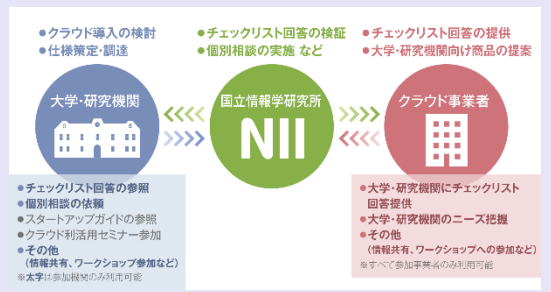 ●クラウド導入の検討
●仕様策定・調達
●チェックリスト回答の検証
●個別相談の実施 など
●チェックリスト回答の提供
●大学・研究機関向け商品の提案
大学・研究機関
国立情報学研究所
NII
クラウド事業者
●チェックリスト回答の参照
●個別相談の依頼
●スタートアップガイドの参照
●クラウド利活用セミナー参加
●その他
(情報共有、ワークショップ参加など)
※太字は参加機関のみ利用可能
●大学・研究機関にチェックリスト
回答提供
●大学・研究機関のニーズ把握
●その他
(情報共有、ワークショップへの参加など)
※すべて参加事業者のみ利用可能